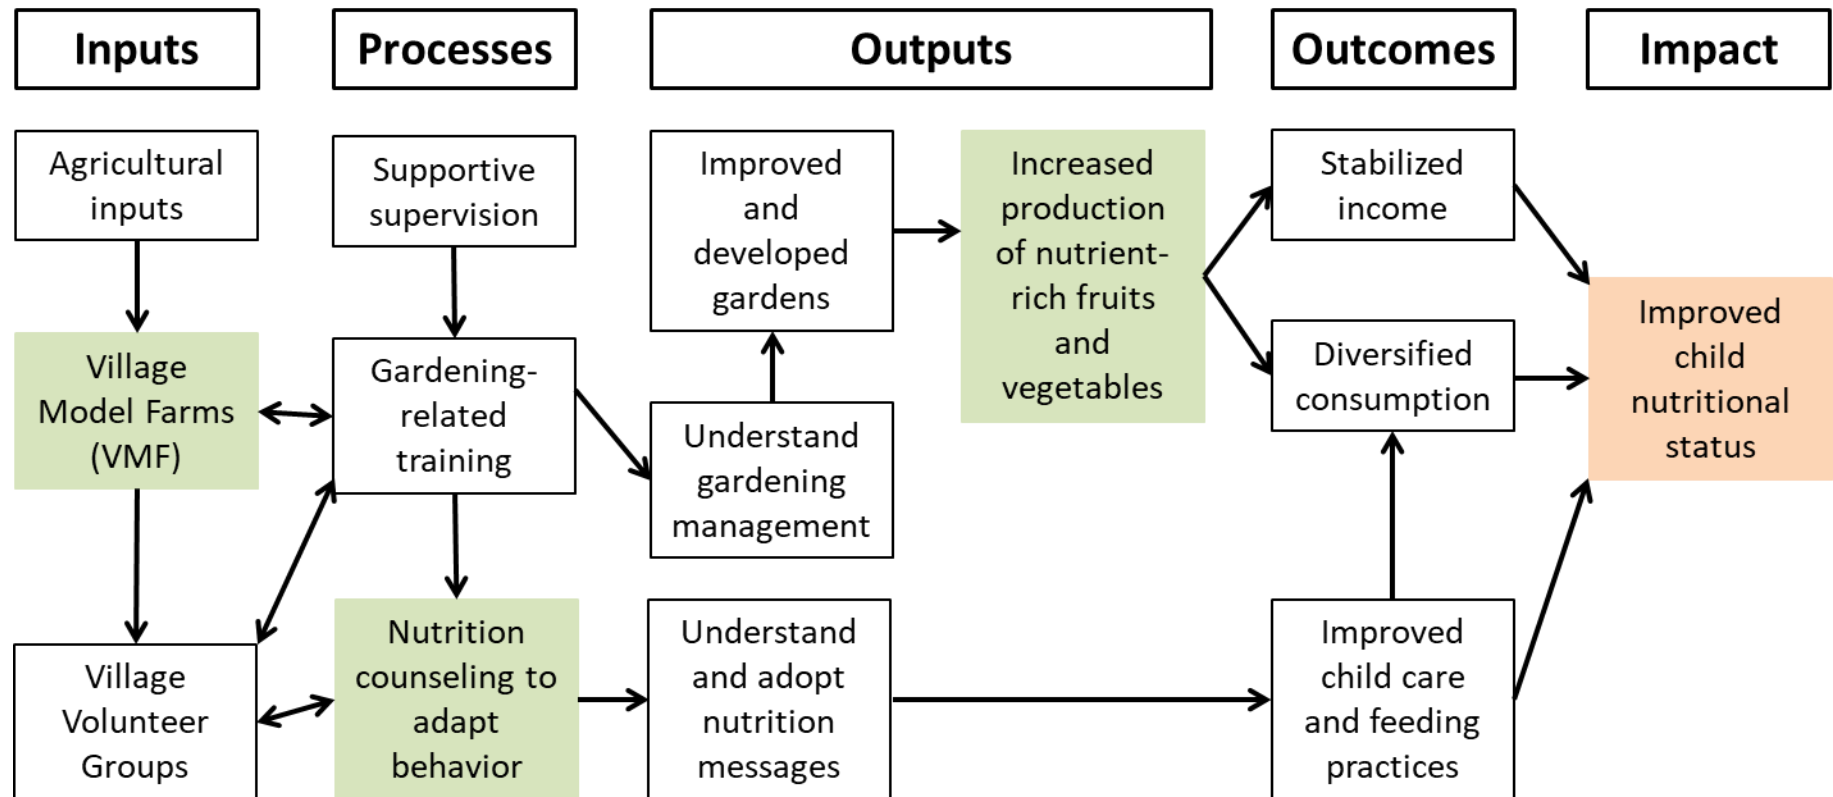 Inputs
Processes
Outputs
Outcomes
Impact
Agricultural
inputs
Village
Model Farms
(VMF)
Village
Volunteer
Groups
Supportive
supervision
Gardening-
related
training
Nutrition
counseling to
adapt
behavior
Improved
and
developed
gardens
Understand
gardening
management
Understand
and adopt
nutrition
messages
Increased
production
of nutrient-
rich fruits
and
vegetables
Stabilized
income
Diversified
consumption
Improved
child care
and feeding
practices
Improved
child
nutritional
status